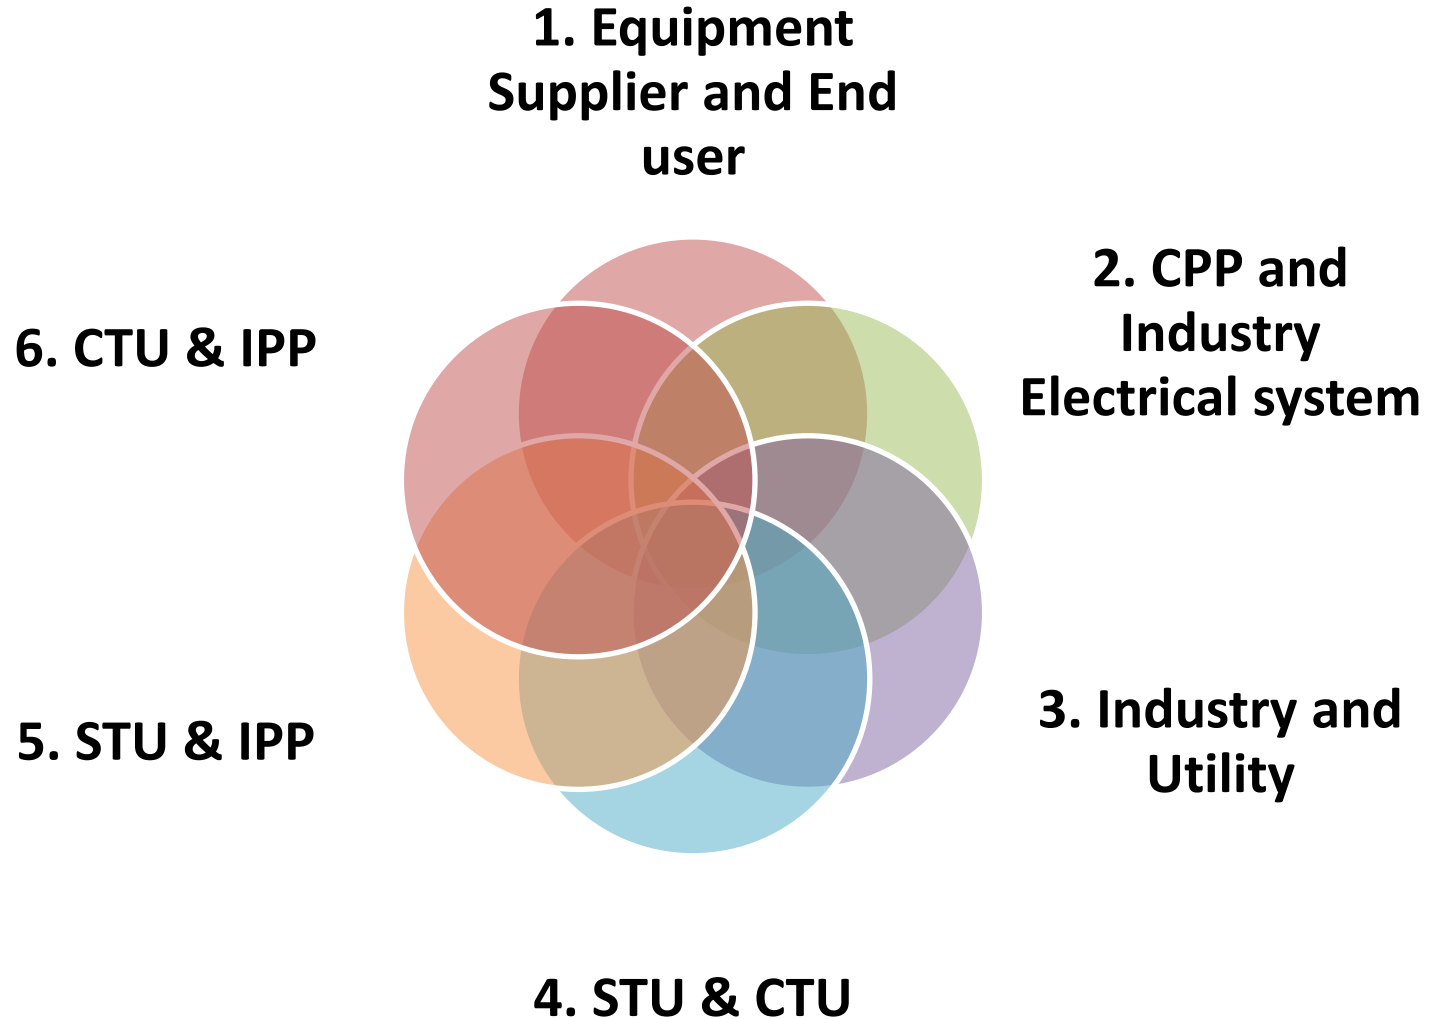 1. Equipment
Supplier and End
user
2. CPP and
Industry
Electrical system
3. Industry and
Utility
4. STU & CTU
5. STU & IPP
6. CTU & IPP